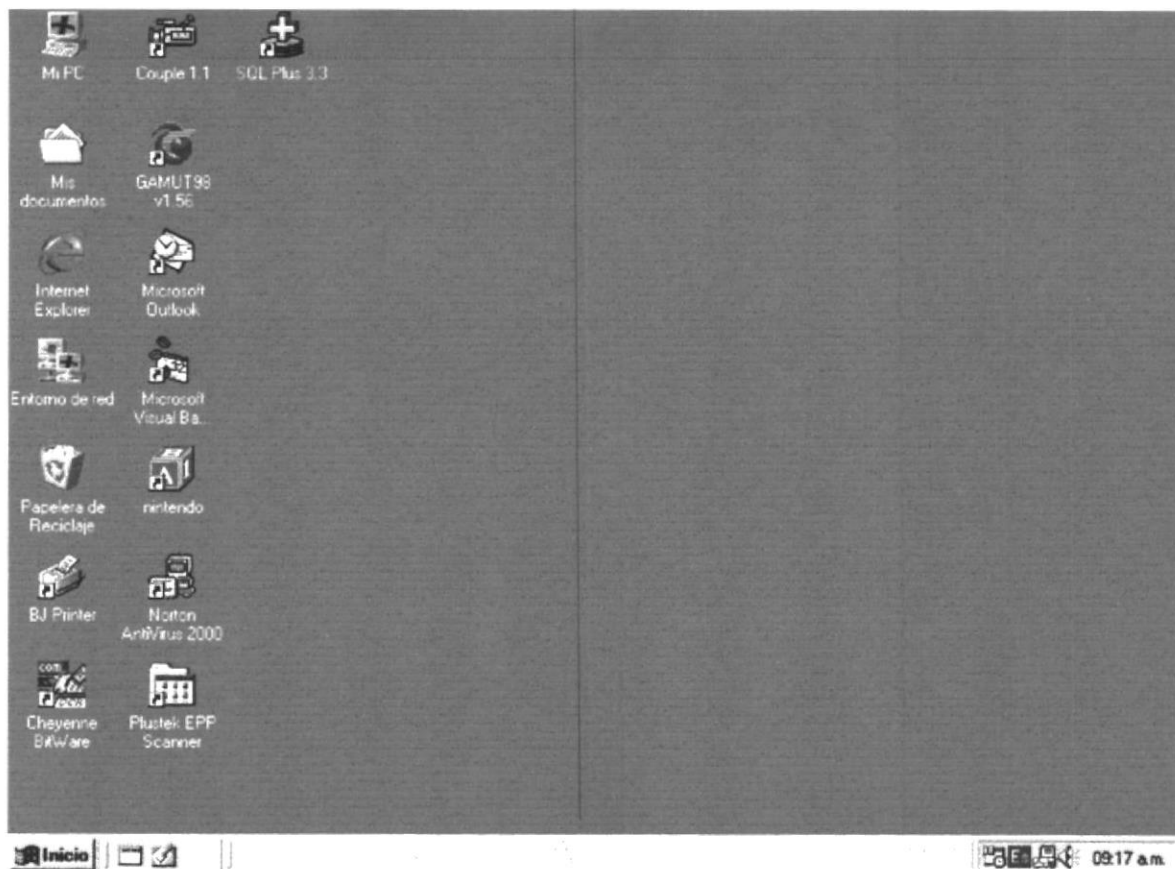 Mi PC
Couple 1.1
SQL Plus 3.3
Mis
documentos
GAMUT98
v1.56
Internet
Explorer
Microsoft
Outlook
Entorno de red
Microsoft
Visual Ba...
Papelera de
Reciclaje
nintendo
BJ Printer
Norton
AntiVirus 2000
Cheyenne
BitWare
Plustek EPP
Scanner
Inicio
09:17 a.m.